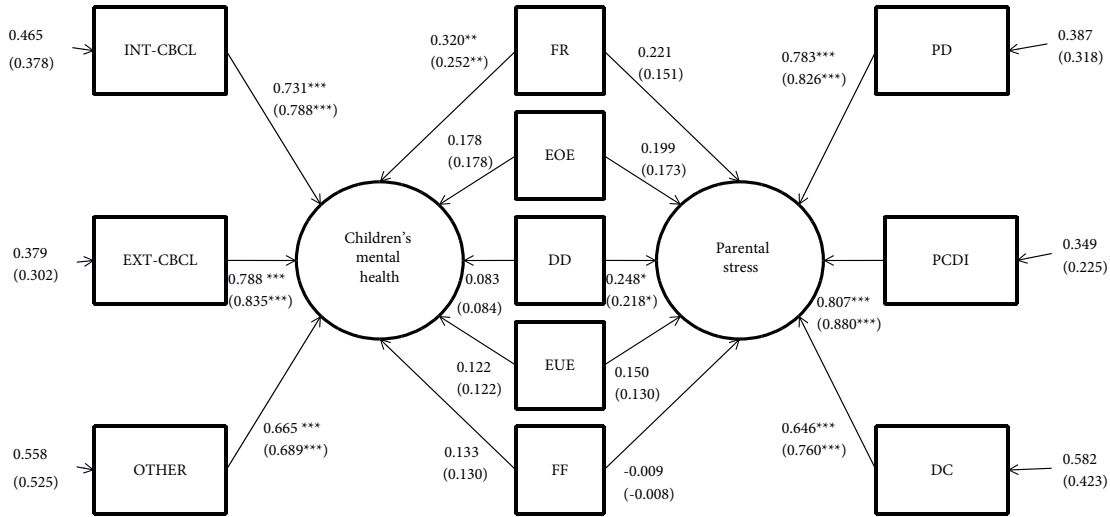 0.465
(0.378)
INT-CBCL
0.731***
(0.788***)
0.320**
(0.252**)
FR
0.221
(0.151)
0.783***
(0.826***)
PD
0.387
(0.318)
0.178
(0.178)
EOE
0.199
(0.173)
0.379
(0.302)
EXT-CBCL
0.788 ***
(0.835***)
Children's
mental
health
0.083
(0.084)
DD
0.248*
(0.218*)
Parental
stress
0.807***
(0.880***)
PCDI
0.349
(0.225)
0.122
(0.122)
EUE
0.150
(0.130)
0.558
(0.525)
OTHER
0.665 ***
(0.689***)
0.133
(0.130)
FF
-0.009
(-0.008)
0.646***
(0.760***)
DC
0.582
(0.423)